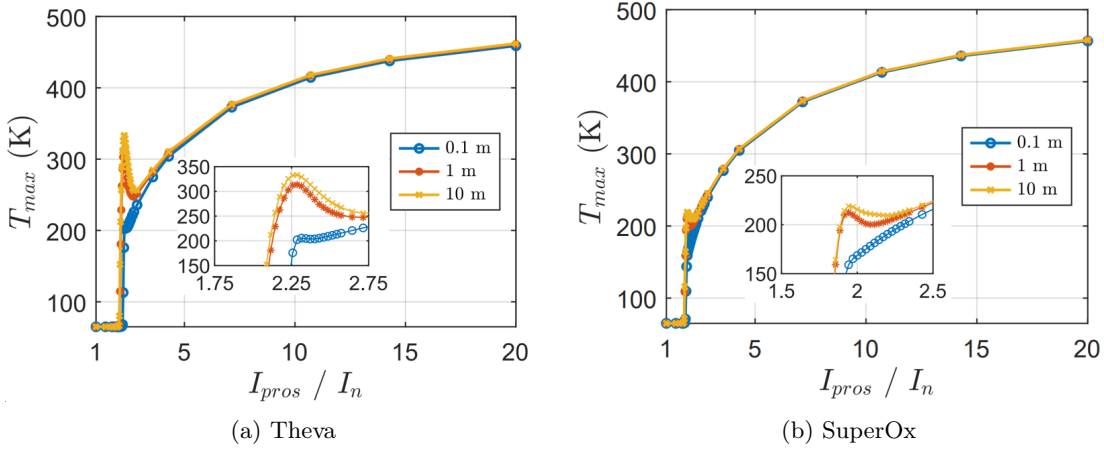 500
400
300
200
100
T_max (K)
1
5
10
15
20
I_pros / I_n
0.1 m
1 m
10 m
350
300
250
200
150
1.75
2.25
2.75
(a) Theva
500
400
300
200
100
T_max (K)
1
5
10
15
20
I_pros / I_n
0.1 m
1 m
10 m
250
200
150
1.5
2
2.5
(b) SuperOx